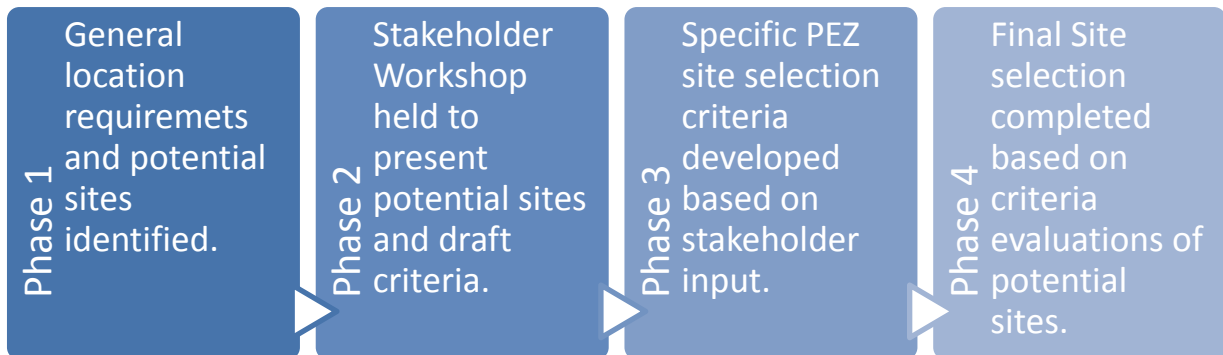 Phase 1
General
location
requiremets
and potential
sites
identified.
Phase 2
Stakeholder
Workshop
held to
present
potential sites
and draft
criteria.
Phase 3
Specific PEZ
site selection
criteria
developed
based on
stakeholder
input.
Phase 4
Final Site
selection
completed
based on
criteria
evaluations of
potential
sites.